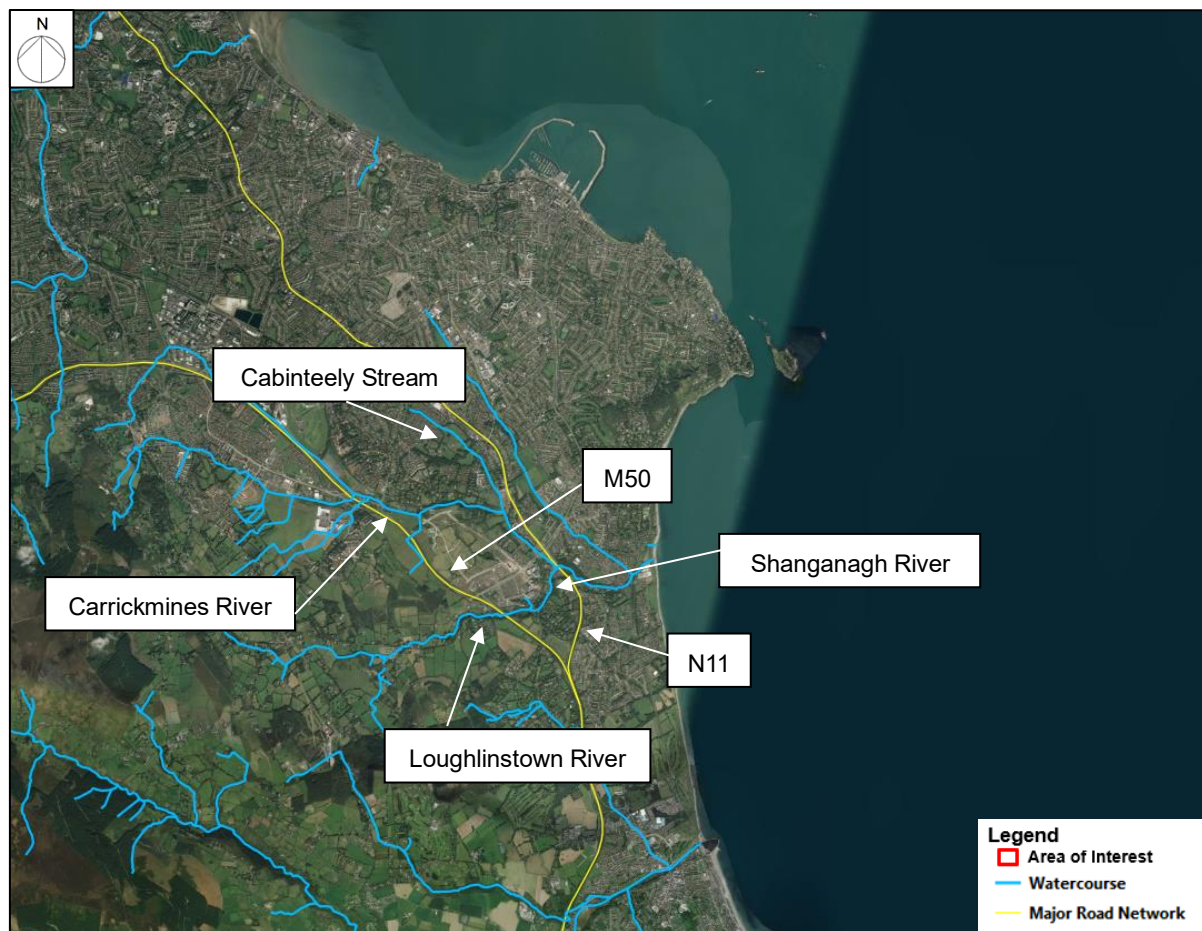 N
Cabinteely Stream
M50
Shanganagh River
Carrickmines River
N11
Loughlinstown River
Legend
Area of Interest
Watercourse
Major Road Network